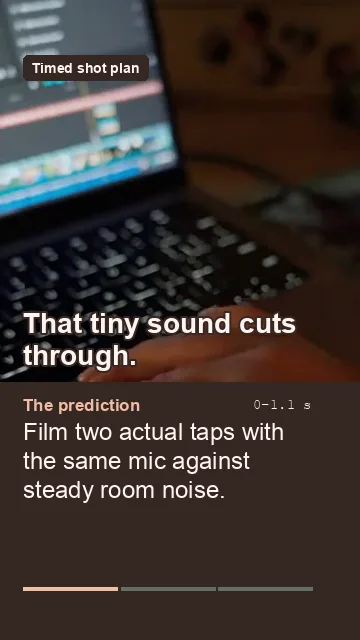 Timed shot plan
That tiny sound cuts
through.
The prediction
0–1.1 s
Film two actual taps with
the same mic against
steady room noise.